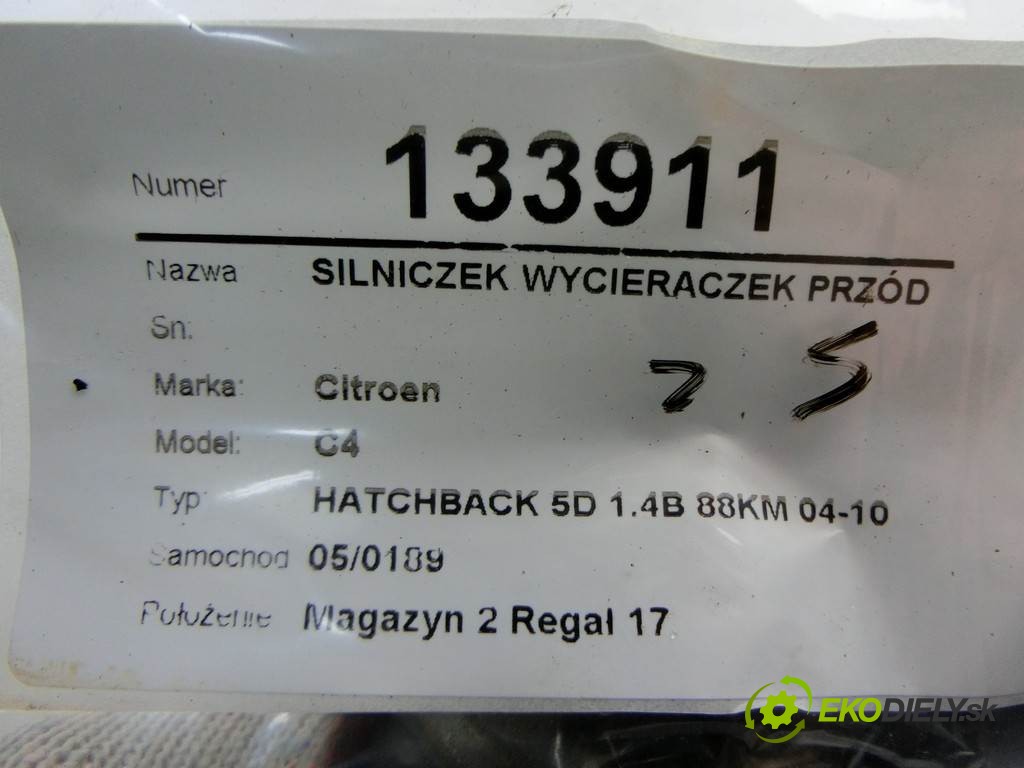 Numer 133911
Nazwa SILNICZEK WYCIERACZEK PRZÓD
Sn:
2 5
Marka: Citroen
Model: C4
Typ: HATCHBACK 5D 1.4B 88KM 04-10
Samochod 05/0189
Położenie Magazyn 2 Regał 17
EKODIELY.sk